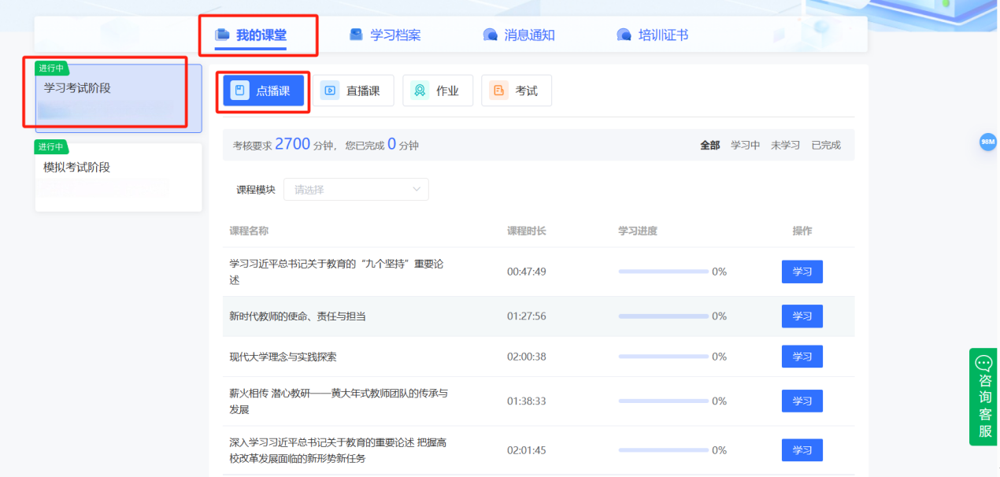 我的课堂
学习档案
消息通知
培训证书
进行中
学习考试阶段
进行中
模拟考试阶段
点播课
直播课
作业
考试
考核要求 2700 分钟，您已完成 0 分钟
全部 学习中 未学习 已完成
课程模块 请选择
课程名称 课程时长 学习进度 操作
学习习近平总书记关于教育的“九个坚持”重要论
述
00:47:49 0% 学习
新时代教师的使命、责任与担当 01:27:56 0% 学习
现代大学理念与实践探索 02:00:38 0% 学习
薪火相传 潜心教研——黄大年式教师团队的传承与
发展
01:38:33 0% 学习
深入学习习近平总书记关于教育的重要论述 把握高
校改革发展面临的新形势新任务
02:01:45 0% 学习
98M
咨询客服